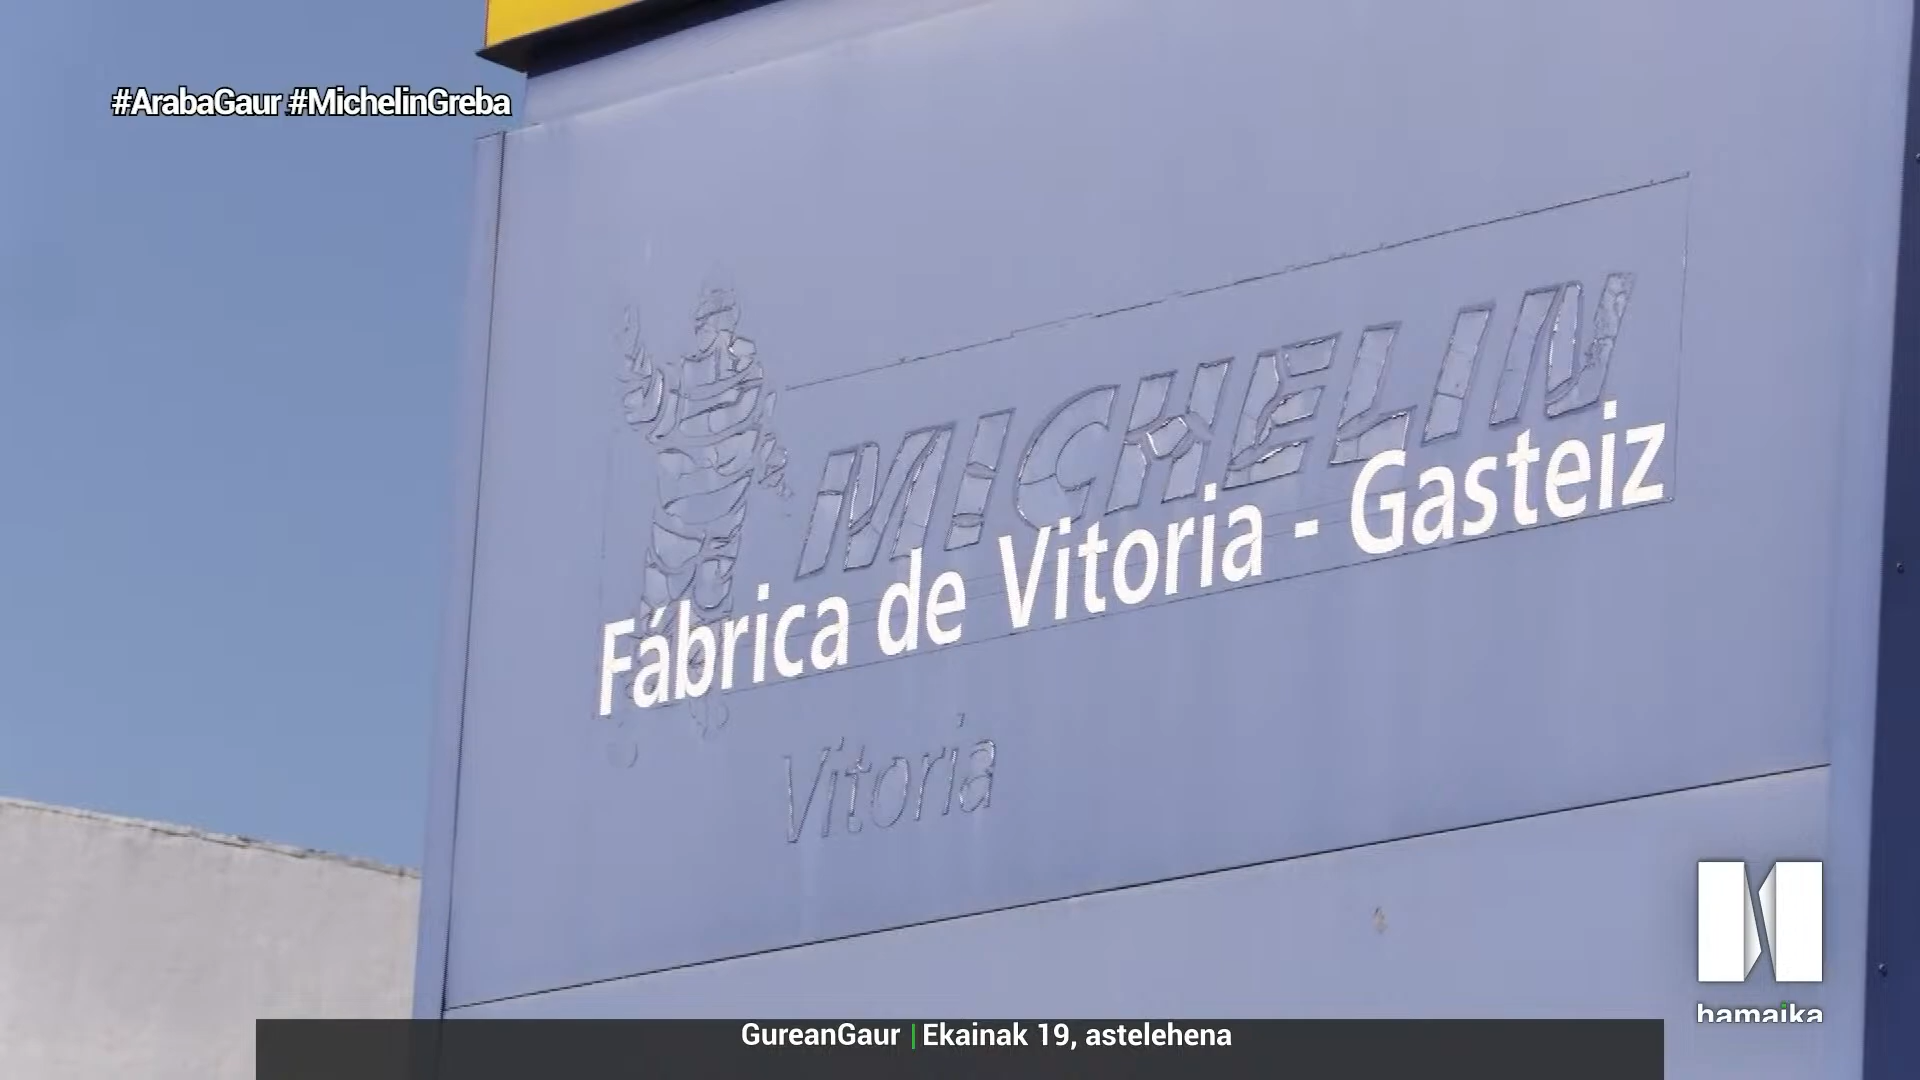 #ArabaGaur #MichelinGreba
MICHELIN
Fábrica de Vitoria - Gasteiz
Vitoria
hamaika
GureanGaur | Ekainak 19, astelehena